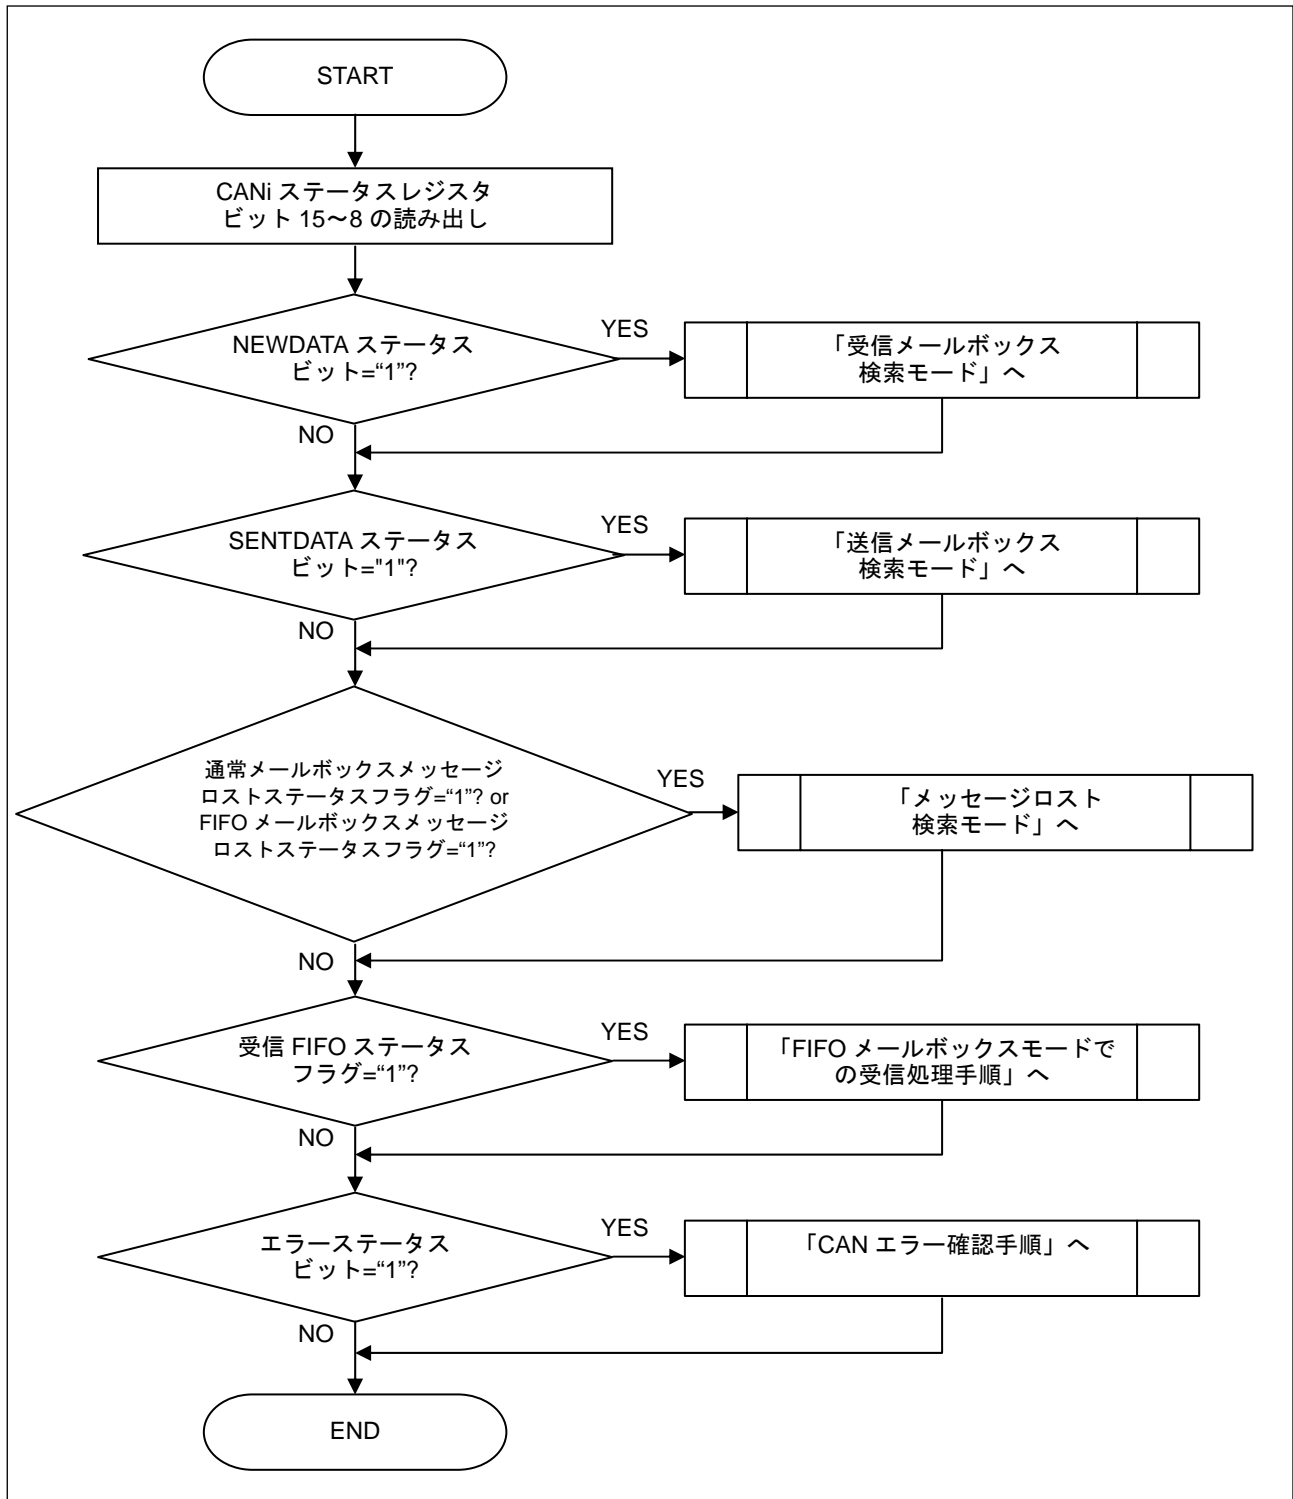 START
CANi ステータスレジスタ
ビット 15～8 の読み出し
NEWDATA ステータス
ビット=“1”?
YES
「受信メールボックス
検索モード」へ
NO
SENTDATA ステータス
ビット="1"?
YES
「送信メールボックス
検索モード」へ
NO
通常メールボックスメッセージ
ロストステータスフラグ=“1”? or
FIFO メールボックスメッセージ
ロストステータスフラグ=“1”?
YES
「メッセージロスト
検索モード」へ
NO
受信 FIFO ステータス
フラグ=“1”?
YES
「FIFO メールボックスモードで
の受信処理手順」へ
NO
エラーステータス
ビット=“1”?
YES
「CAN エラー確認手順」へ
NO
END